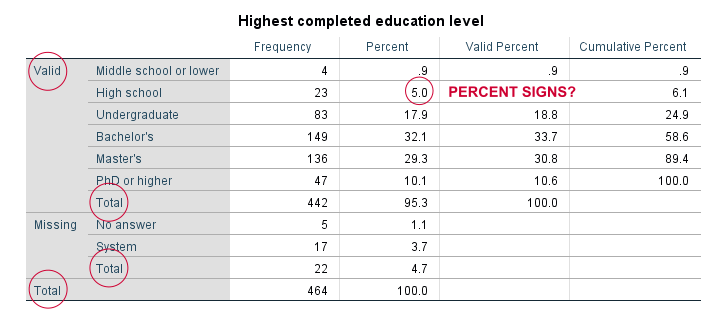 Highest completed education level
Frequency Percent Valid Percent Cumulative Percent
Valid Middle school or lower 4 .9 .9 .9
High school 23 5.0 PERCENT SIGNS? 6.1
Undergraduate 83 17.9 18.8 24.9
Bachelor's 149 32.1 33.7 58.6
Master's 136 29.3 30.8 89.4
PhD or higher 47 10.1 10.6 100.0
Total 442 95.3 100.0
Missing No answer 5 1.1
System 17 3.7
Total 22 4.7
Total 464 100.0